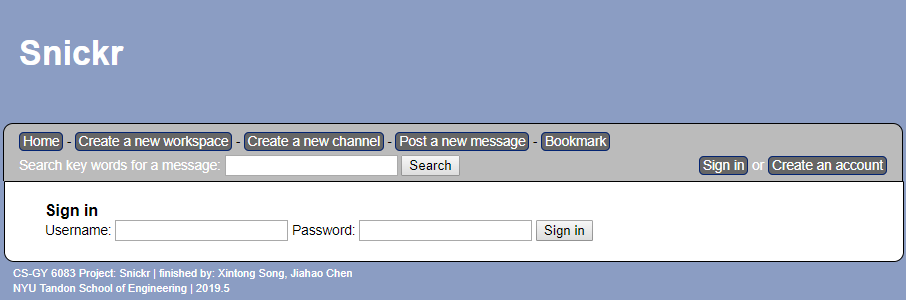 Snickr
Home - Create a new workspace - Create a new channel - Post a new message - Bookmark
Search key words for a message: Search Sign in or Create an account
Sign in
Username: Password: Sign in
CS-GY 6083 Project: Snickr | finished by: Xintong Song, Jiahao Chen
NYU Tandon School of Engineering | 2019.5